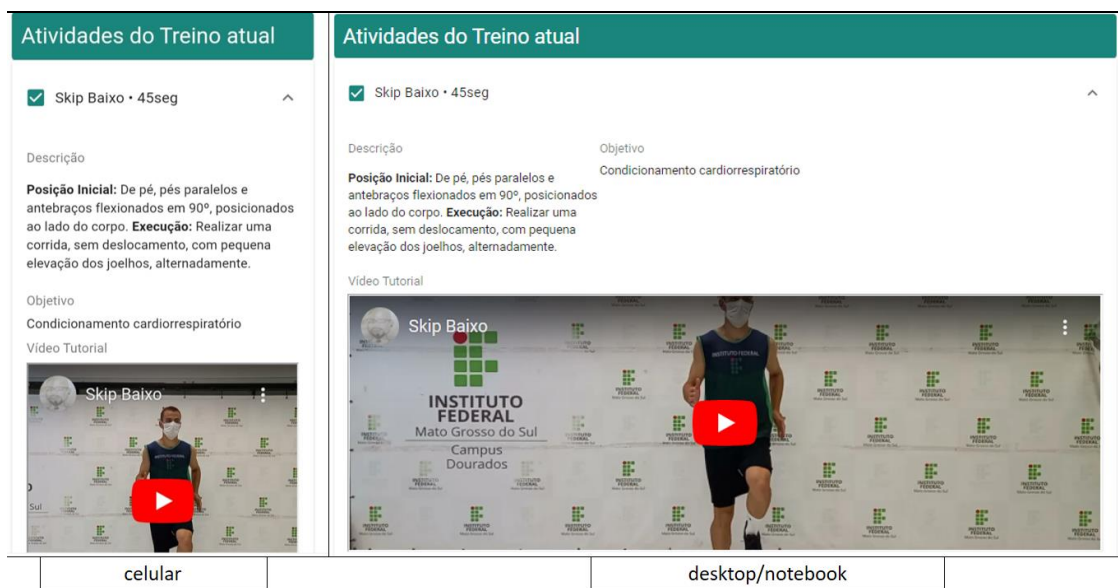 Atividades do Treino atual
Skip Baixo • 45seg
Descrição
Posição Inicial: De pé, pés paralelos e
antebraços flexionados em 90º, posicionados
ao lado do corpo. Execução: Realizar uma
corrida, sem deslocamento, com pequena
elevação dos joelhos, alternadamente.
Objetivo
Condicionamento cardiorrespiratório
Vídeo Tutorial
Skip Baixo
Sul
celular
Atividades do Treino atual
Skip Baixo • 45seg
Descrição
Posição Inicial: De pé, pés paralelos e
antebraços flexionados em 90º, posicionados
ao lado do corpo. Execução: Realizar uma
corrida, sem deslocamento, com pequena
elevação dos joelhos, alternadamente.
Objetivo
Condicionamento cardiorrespiratório
Vídeo Tutorial
Skip Baixo
INSTITUTO
FEDERAL
Mato Grosso do Sul
Campus
Dourados
INSTITUTO FEDERAL
desktop/notebook